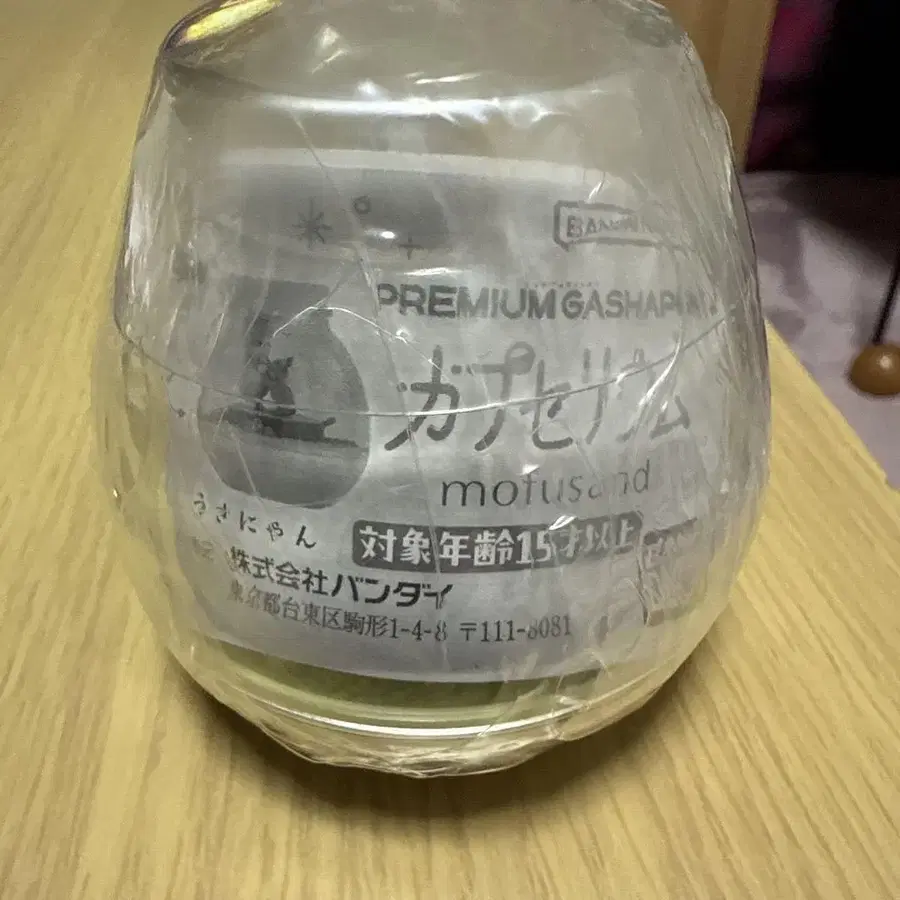 PREMIUM GASHAPON
カプセリウム
mofusand
うさにゃん
対象年齢15才以上
株式会社バンダイ
東京都台東区駒形1-4-8 〒111-8081